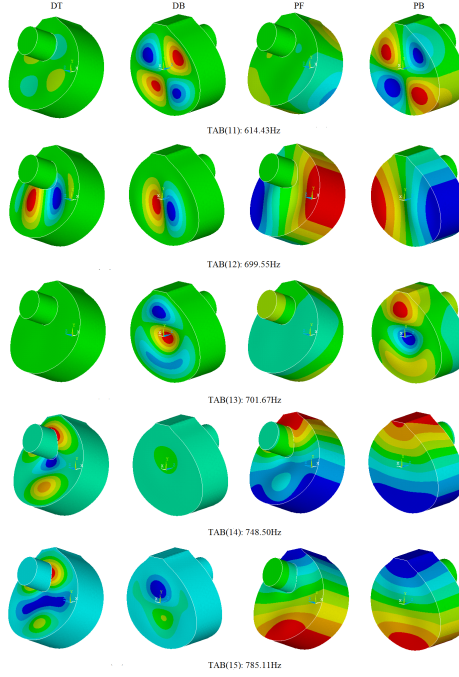 DT DB PF PB
TAB(11): 614.43Hz
TAB(12): 699.55Hz
TAB(13): 701.67Hz
TAB(14): 748.50Hz
TAB(15): 785.11Hz